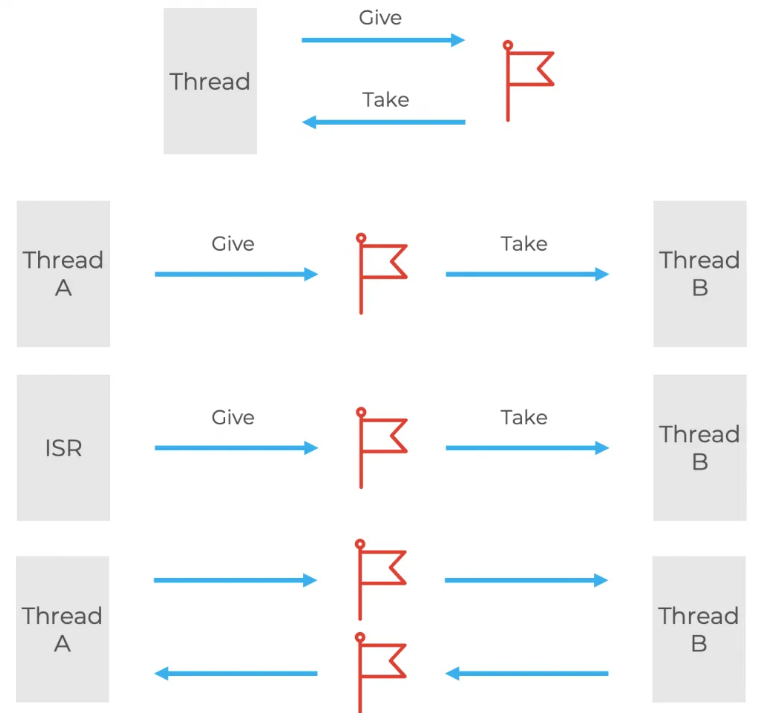 Give
Thread
Take
Thread
A
Give
Take
Thread
B
ISR
Give
Take
Thread
B
Thread
A
Thread
B